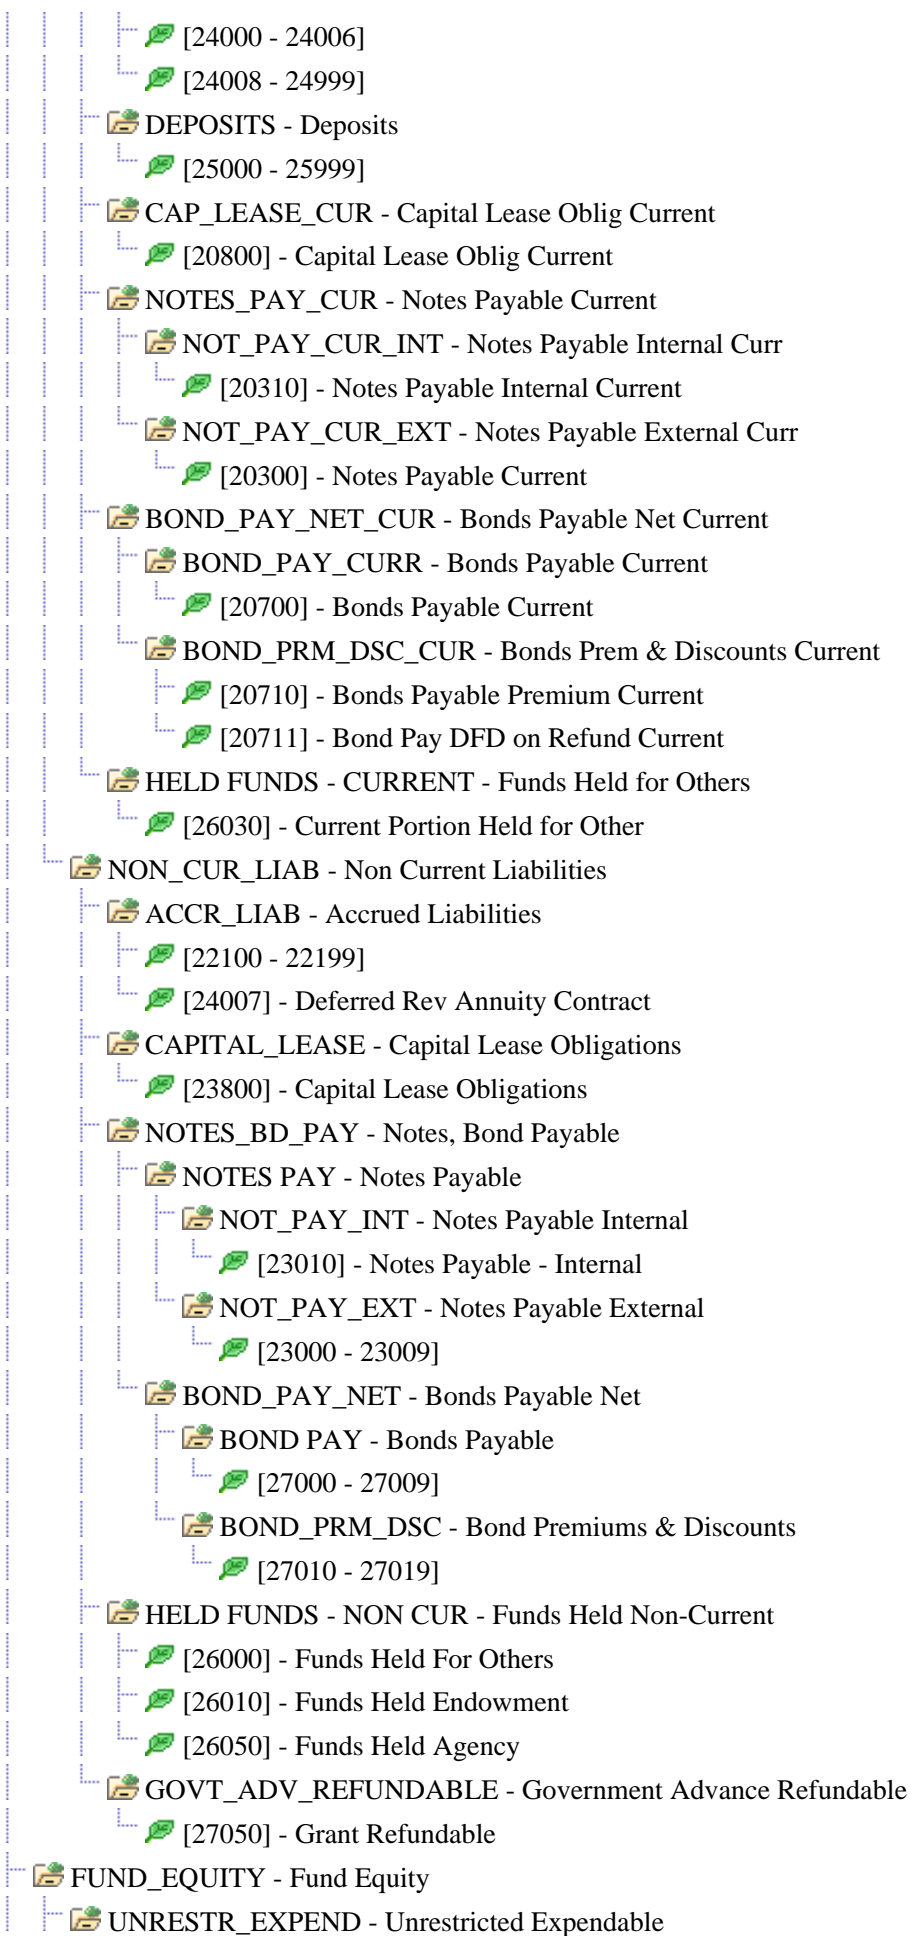 [24000 - 24006]
[24008 - 24999]
DEPOSITS - Deposits
[25000 - 25999]
CAP_LEASE_CUR - Capital Lease Oblig Current
[20800] - Capital Lease Oblig Current
NOTES_PAY_CUR - Notes Payable Current
NOT_PAY_CUR_INT - Notes Payable Internal Curr
[20310] - Notes Payable Internal Current
NOT_PAY_CUR_EXT - Notes Payable External Curr
[20300] - Notes Payable Current
BOND_PAY_NET_CUR - Bonds Payable Net Current
BOND_PAY_CURR - Bonds Payable Current
[20700] - Bonds Payable Current
BOND_PRM_DSC_CUR - Bonds Prem & Discounts Current
[20710] - Bonds Payable Premium Current
[20711] - Bond Pay DFD on Refund Current
HELD FUNDS - CURRENT - Funds Held for Others
[26030] - Current Portion Held for Other
NON_CUR_LIAB - Non Current Liabilities
ACCR_LIAB - Accrued Liabilities
[22100 - 22199]
[24007] - Deferred Rev Annuity Contract
CAPITAL_LEASE - Capital Lease Obligations
[23800] - Capital Lease Obligations
NOTES_BD_PAY - Notes, Bond Payable
NOTES PAY - Notes Payable
NOT_PAY_INT - Notes Payable Internal
[23010] - Notes Payable - Internal
NOT_PAY_EXT - Notes Payable External
[23000 - 23009]
BOND_PAY_NET - Bonds Payable Net
BOND PAY - Bonds Payable
[27000 - 27009]
BOND_PRM_DSC - Bond Premiums & Discounts
[27010 - 27019]
HELD FUNDS - NON CUR - Funds Held Non-Current
[26000] - Funds Held For Others
[26010] - Funds Held Endowment
[26050] - Funds Held Agency
GOVT_ADV_REFUNDABLE - Government Advance Refundable
[27050] - Grant Refundable
FUND_EQUITY - Fund Equity
UNRESTR_EXPEND - Unrestricted Expendable